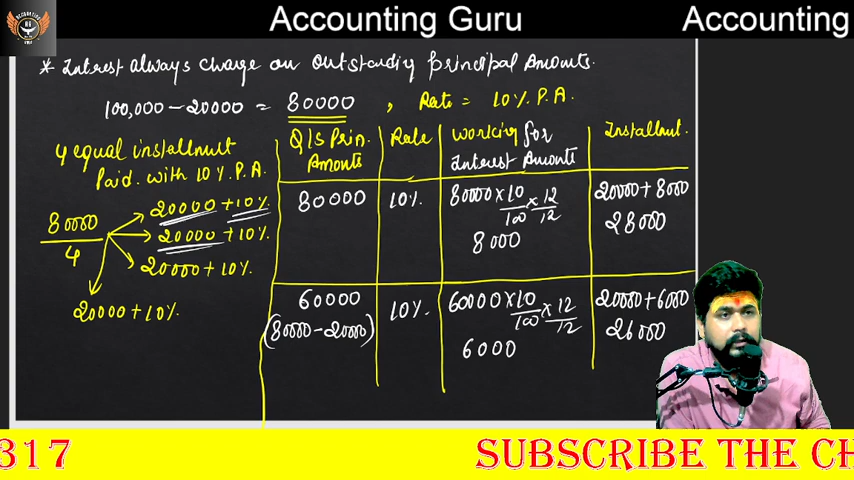 Accounting Guru
Accounting
* Interest always charge on outstanding principal Amounts.
100,000 - 20000 = 80000 , Rate = 10% P.A.
4 equal installment
Paid with 10% P.A.
80000
4
20000 + 10%
20000 + 10%
20000 + 10%
20000 + 10%
O/S Prin. Amounts
Rate
Working for Interest Amounts
Installment.
80000
10%
80000 × 10/100 × 12/12
8000
20000 + 8000
28000
60000
(80000 - 20000)
10%
60000 × 10/100 × 12/12
6000
20000 + 6000
26000
317
SUBSCRIBE THE CH